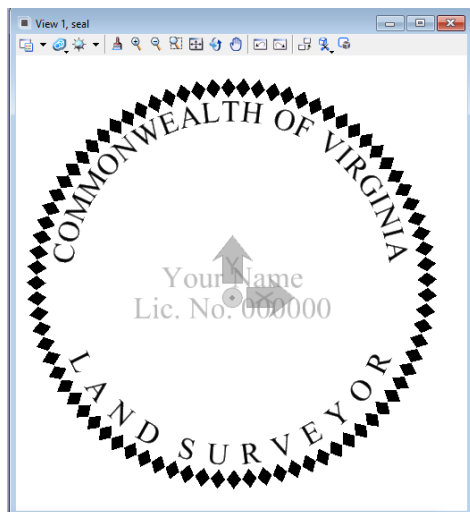 View 1, seal
COMMONWEALTH OF VIRGINIA
Your Name
Lic. No. 000000
LAND SURVEYOR
Y
X